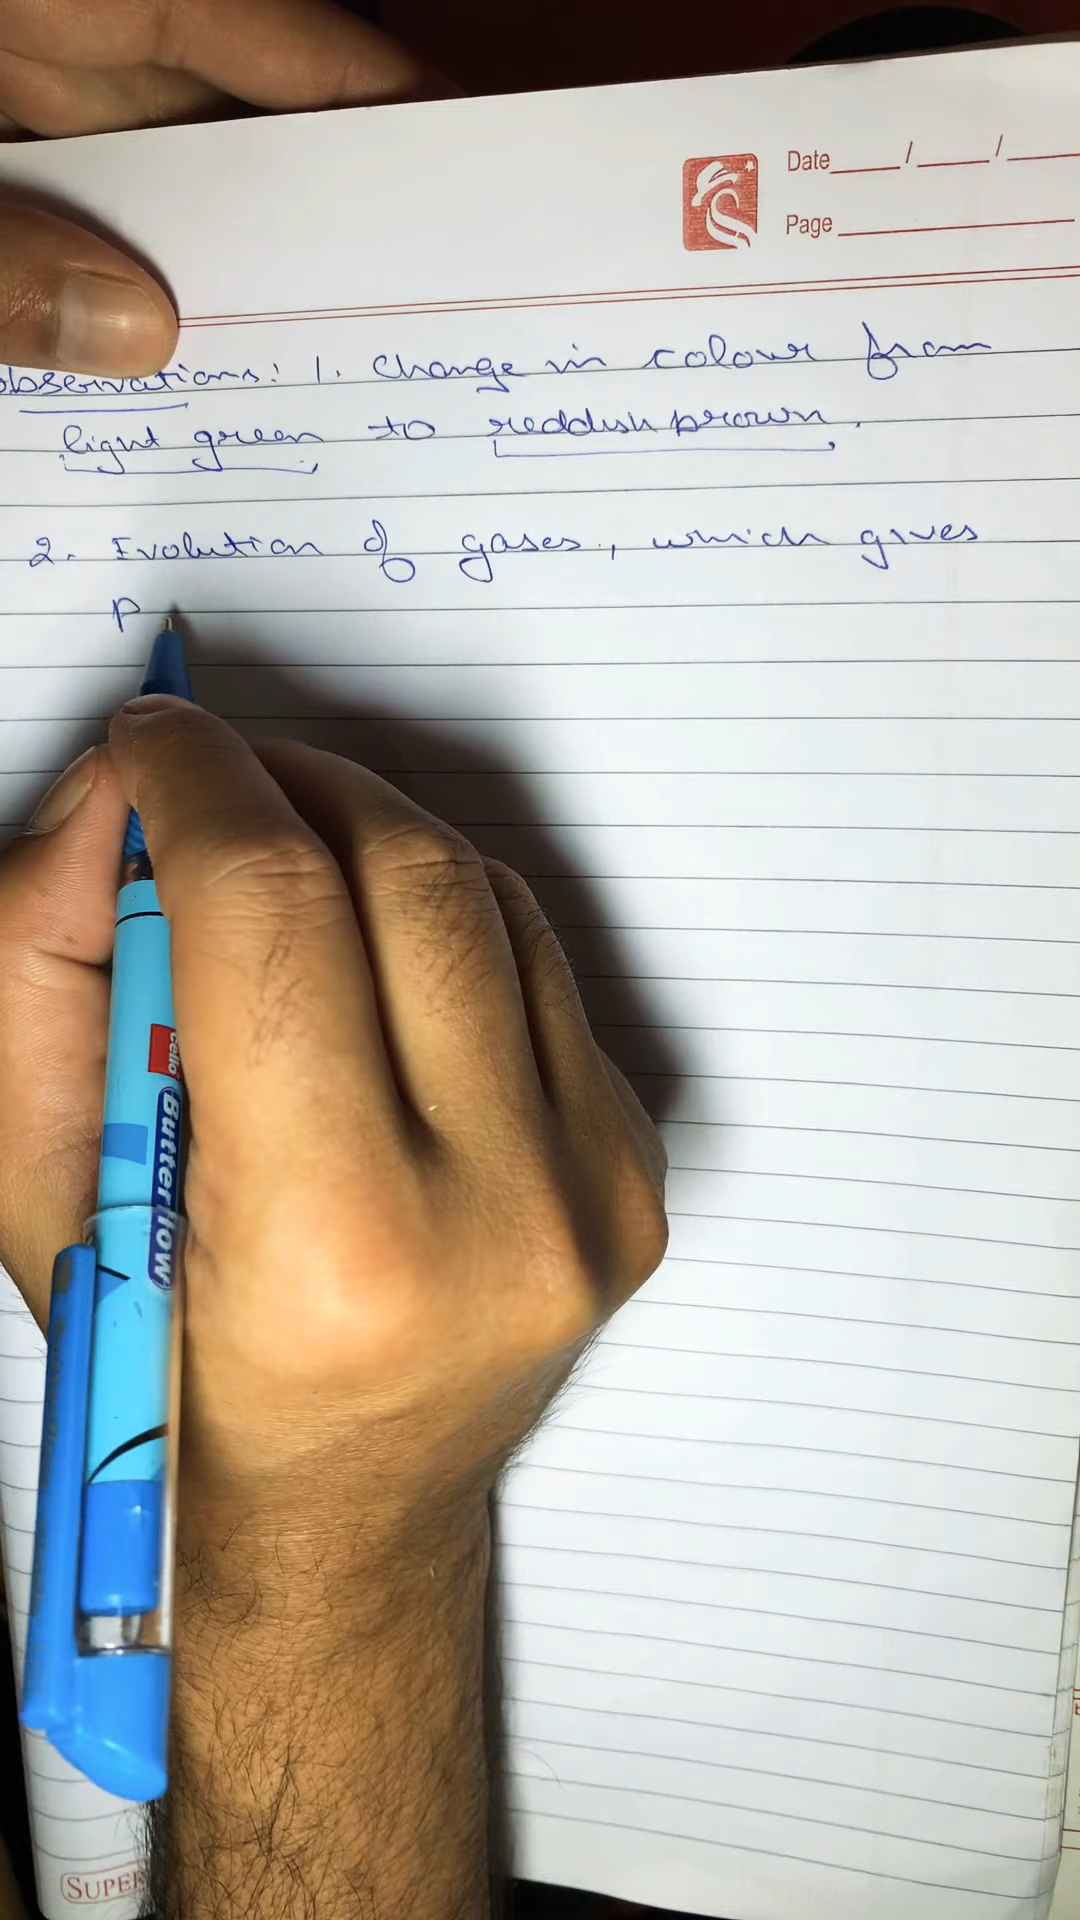 Date / /
Page
Observations: 1. Change in colour from
light green to reddish brown.
2. Evolution of gases, which gives
P
cello
Butterflow
SUPER